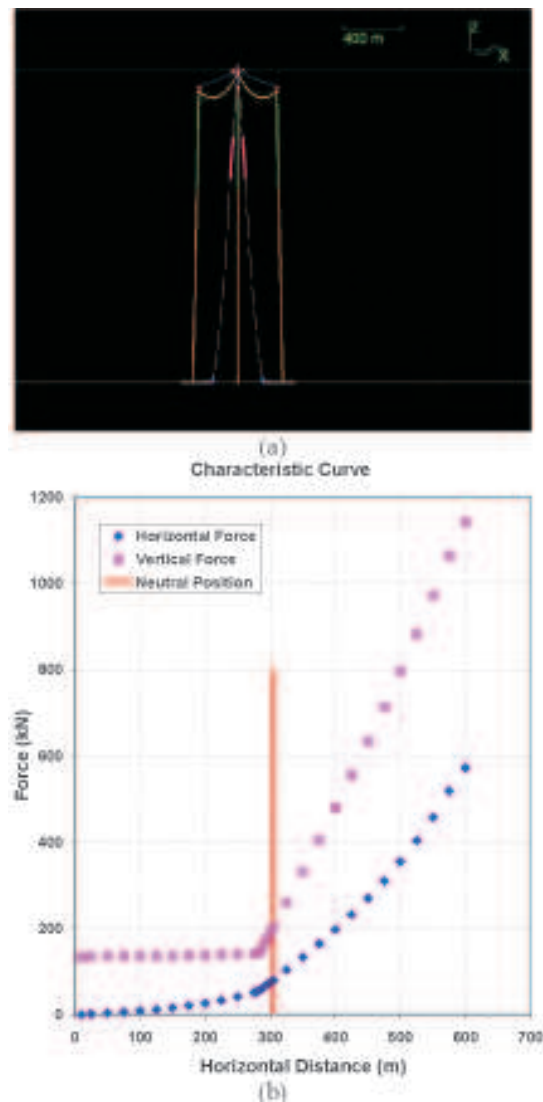 400 m
Z
X
(a)
Characteristic Curve
1200
1000
800
600
400
200
0
Horizontal Force
Vertical Force
Neutral Position
Force (kN)
0 100 200 300 400 500 600 700
Horizontal Distance (m)
(b)